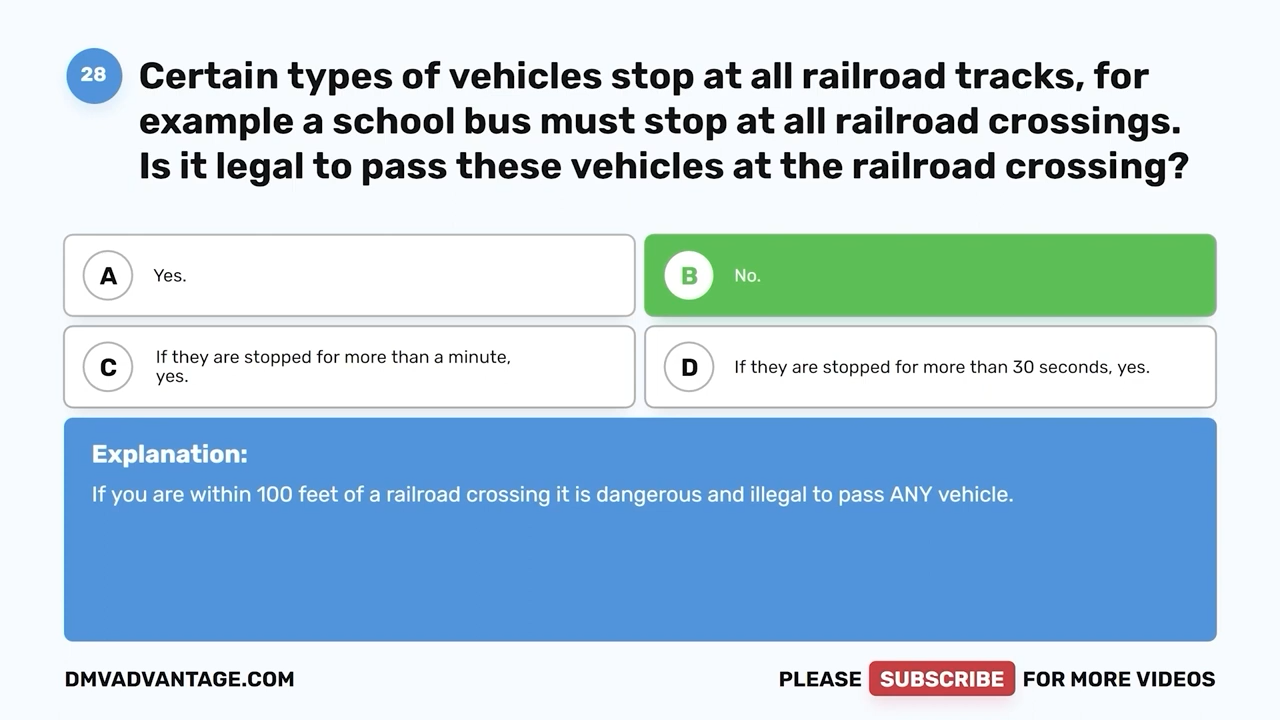 28
Certain types of vehicles stop at all railroad tracks, for
example a school bus must stop at all railroad crossings.
Is it legal to pass these vehicles at the railroad crossing?
A Yes.
B No.
C If they are stopped for more than a minute,
yes.
D If they are stopped for more than 30 seconds, yes.
Explanation:
If you are within 100 feet of a railroad crossing it is dangerous and illegal to pass ANY vehicle.
DMVADVANTAGE.COM
PLEASE SUBSCRIBE FOR MORE VIDEOS